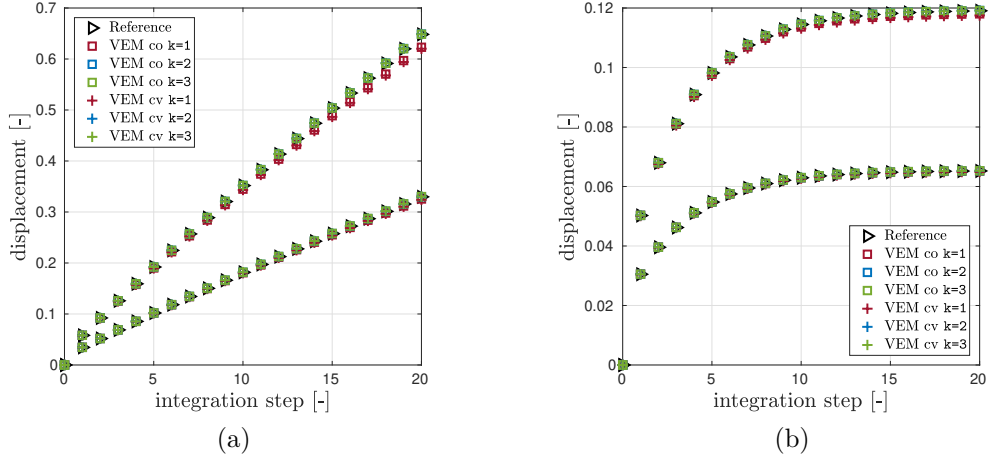 0.7
0.6
0.5
0.4
0.3
0.2
0.1
0
displacement [-]
Reference
VEM co k=1
VEM co k=2
VEM co k=3
VEM cv k=1
VEM cv k=2
VEM cv k=3
0 5 10 15 20
integration step [-]
(a)
0.12
0.1
0.08
0.06
0.04
0.02
0
displacement [-]
Reference
VEM co k=1
VEM co k=2
VEM co k=3
VEM cv k=1
VEM cv k=2
VEM cv k=3
0 5 10 15 20
integration step [-]
(b)